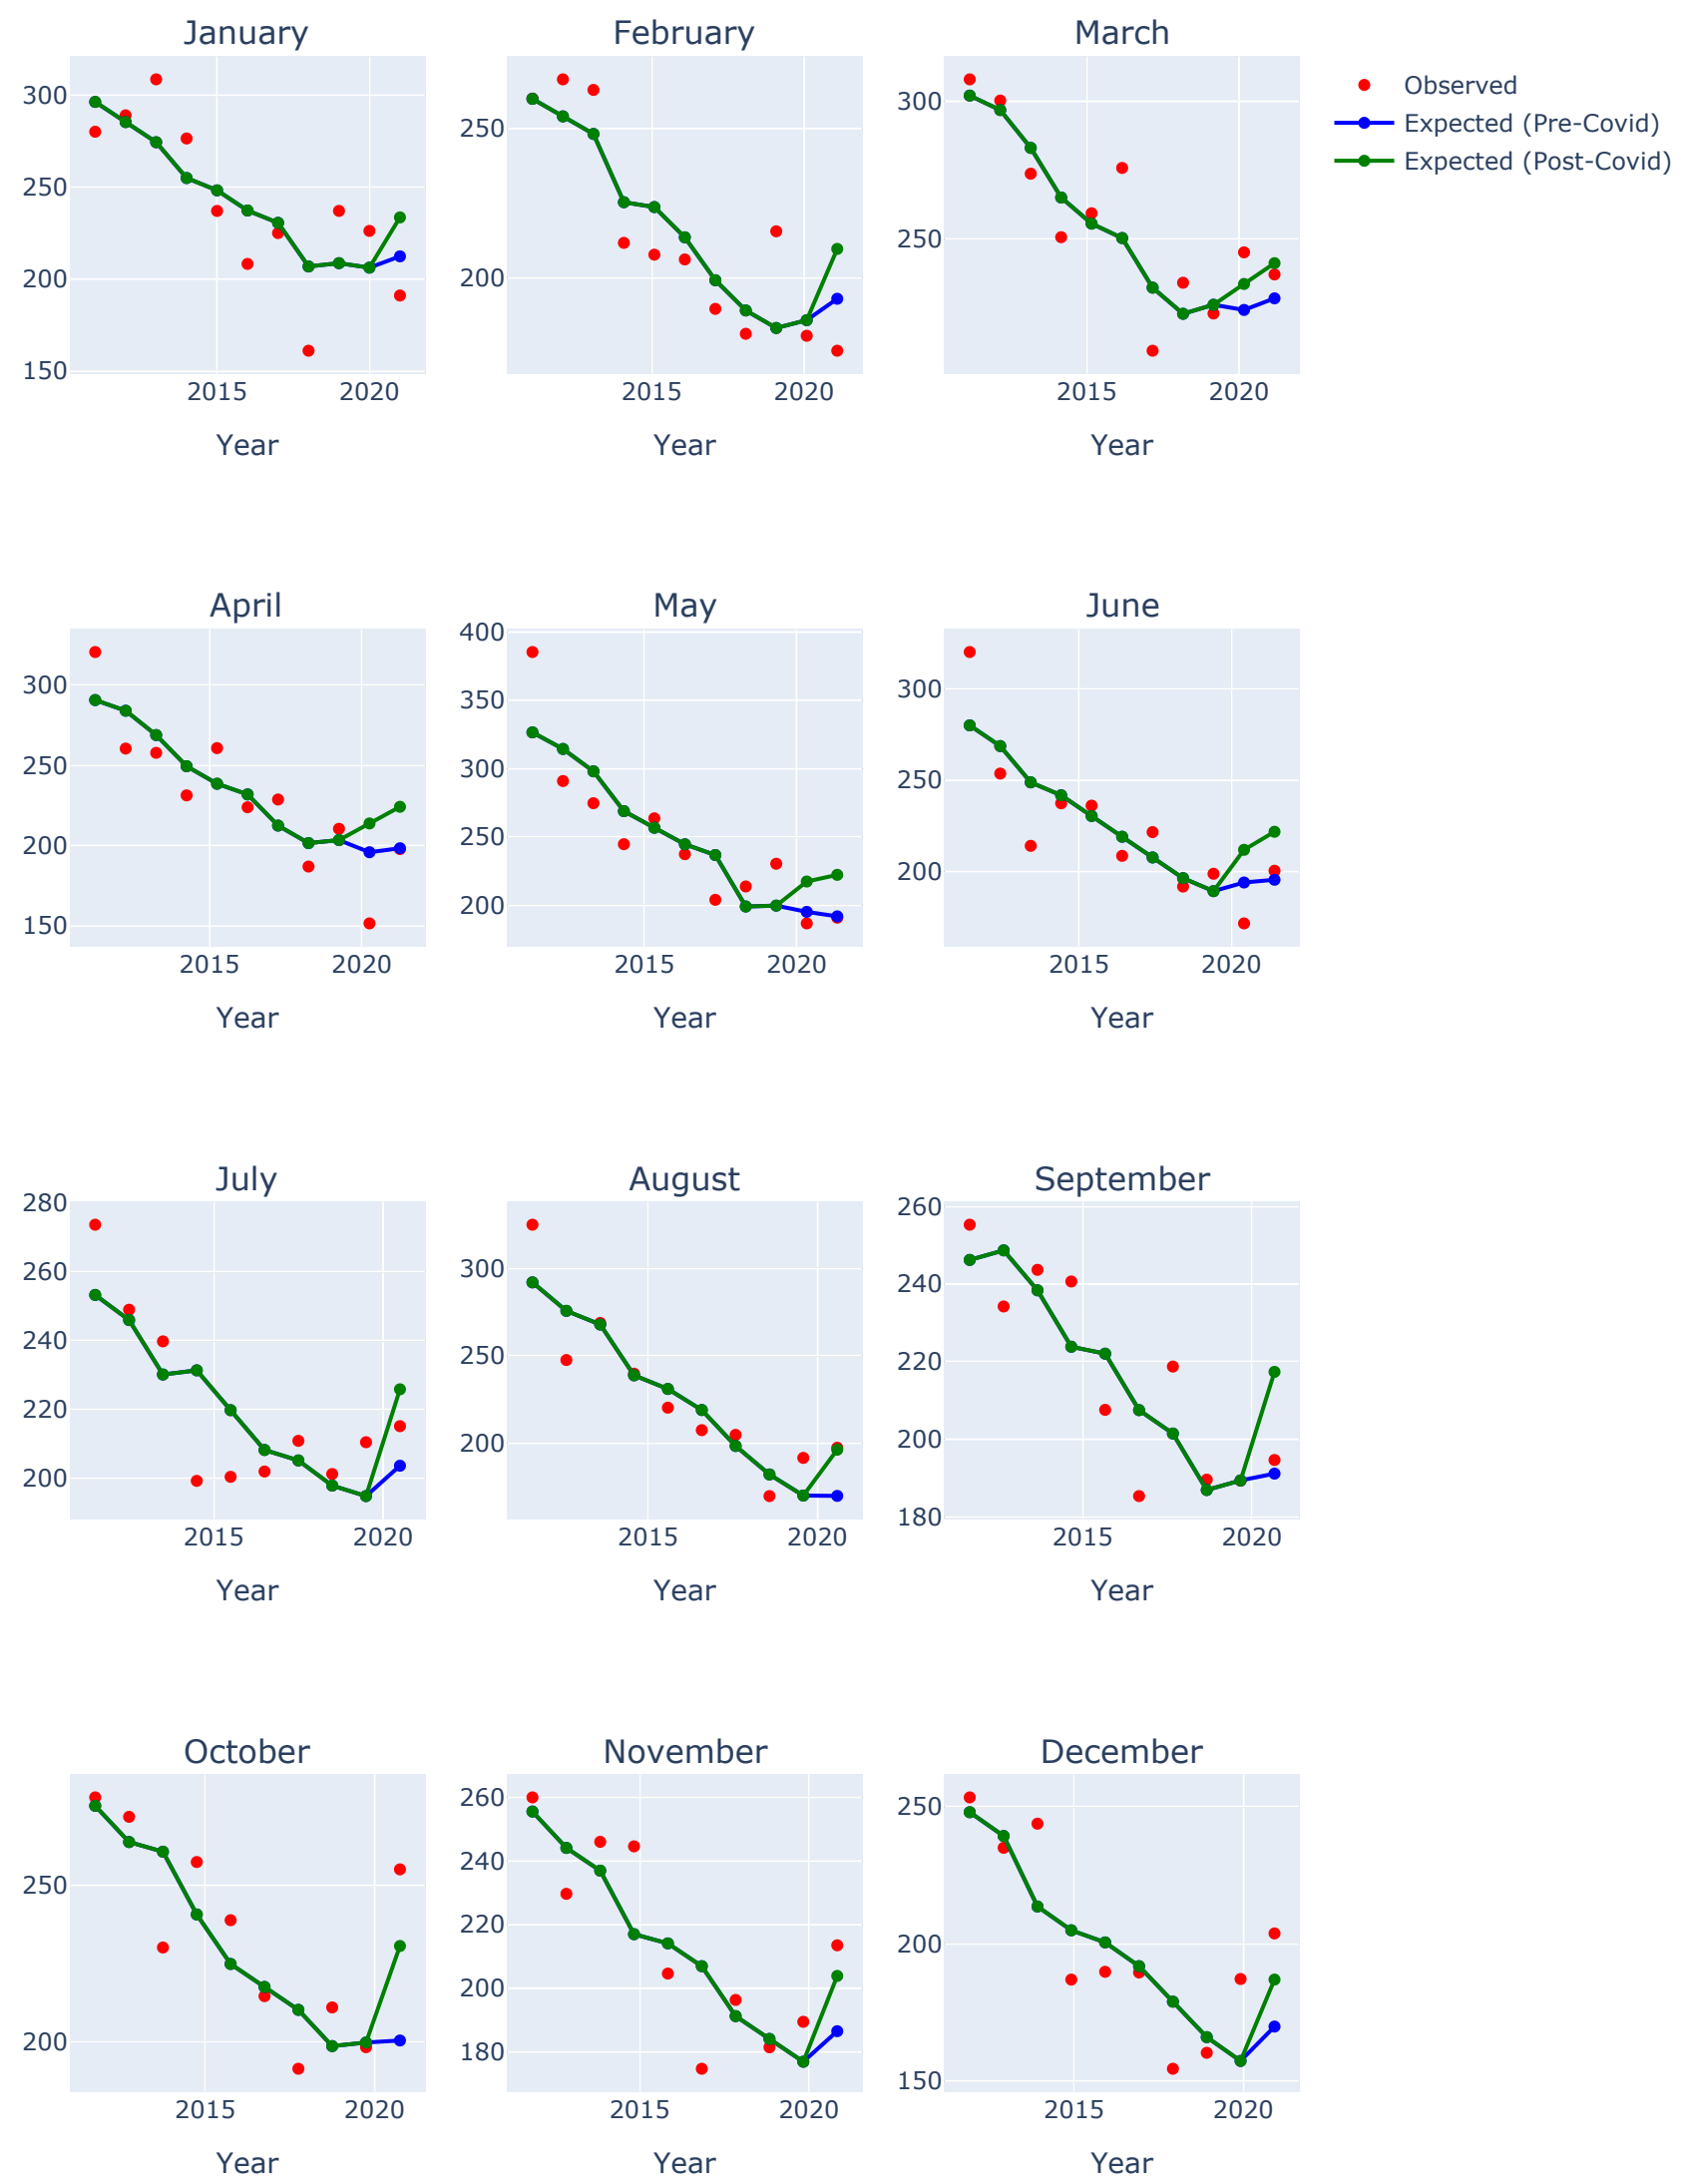 January February March
300
250
200
150
2015 2020
Year
250
200
2015 2020
Year
300
250
2015 2020
Year
Observed
Expected (Pre-Covid)
Expected (Post-Covid)
April May June
300
250
200
150
2015 2020
Year
400
350
300
250
200
2015 2020
Year
300
250
200
2015 2020
Year
July August September
280
260
240
220
200
2015 2020
Year
300
250
200
2015 2020
Year
260
240
220
200
180
2015 2020
Year
October November December
250
200
2015 2020
Year
260
240
220
200
180
2015 2020
Year
250
200
150
2015 2020
Year